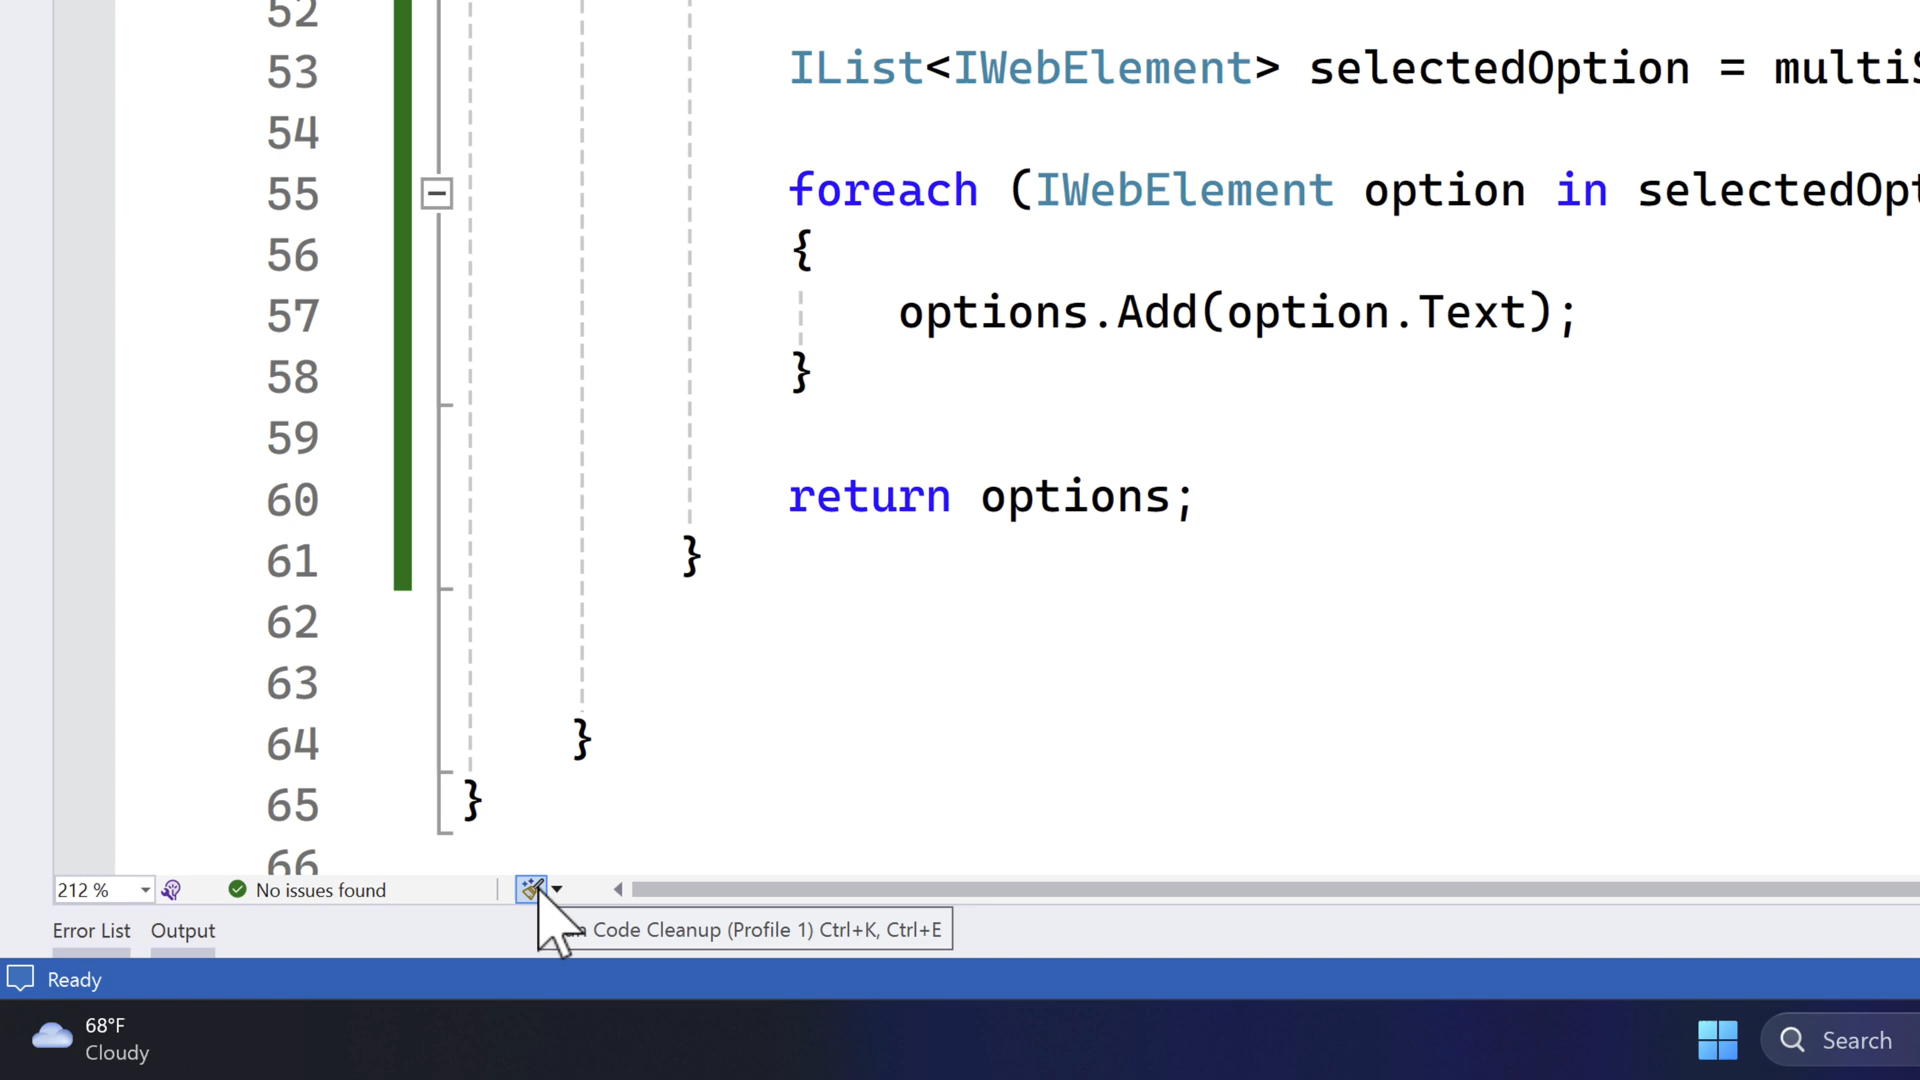 52
53 IList<IWebElement> selectedOption = multi
54
55 foreach (IWebElement option in selectedOpt
56 {
57 options.Add(option.Text);
58 }
59
60 return options;
61 }
62
63
64 }
65 }
66
212 % No issues found
Code Cleanup (Profile 1) Ctrl+K, Ctrl+E
Error List Output
Ready
68°F
Cloudy
Search